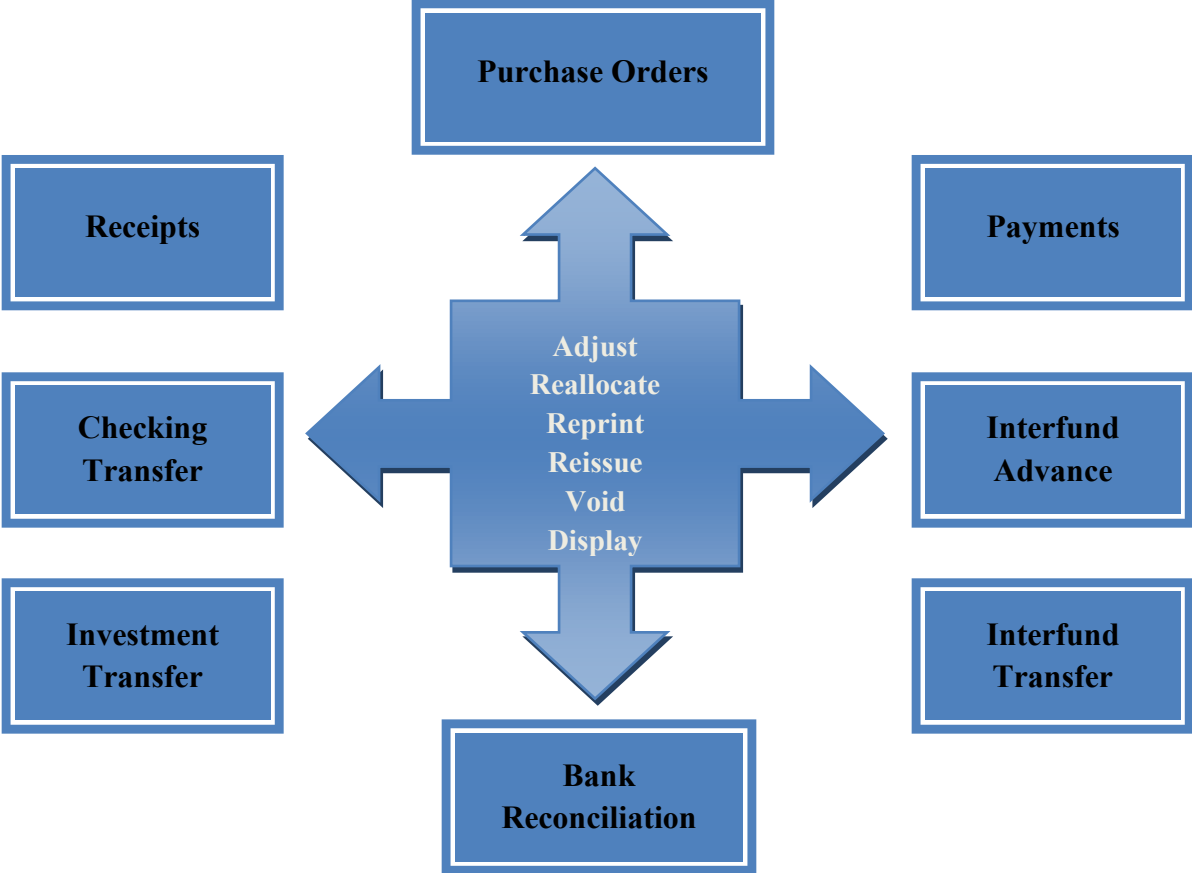 Purchase Orders
Receipts
Payments
Adjust
Reallocate
Reprint
Reissue
Void
Display
Checking
Transfer
Interfund
Advance
Investment
Transfer
Interfund
Transfer
Bank
Reconciliation